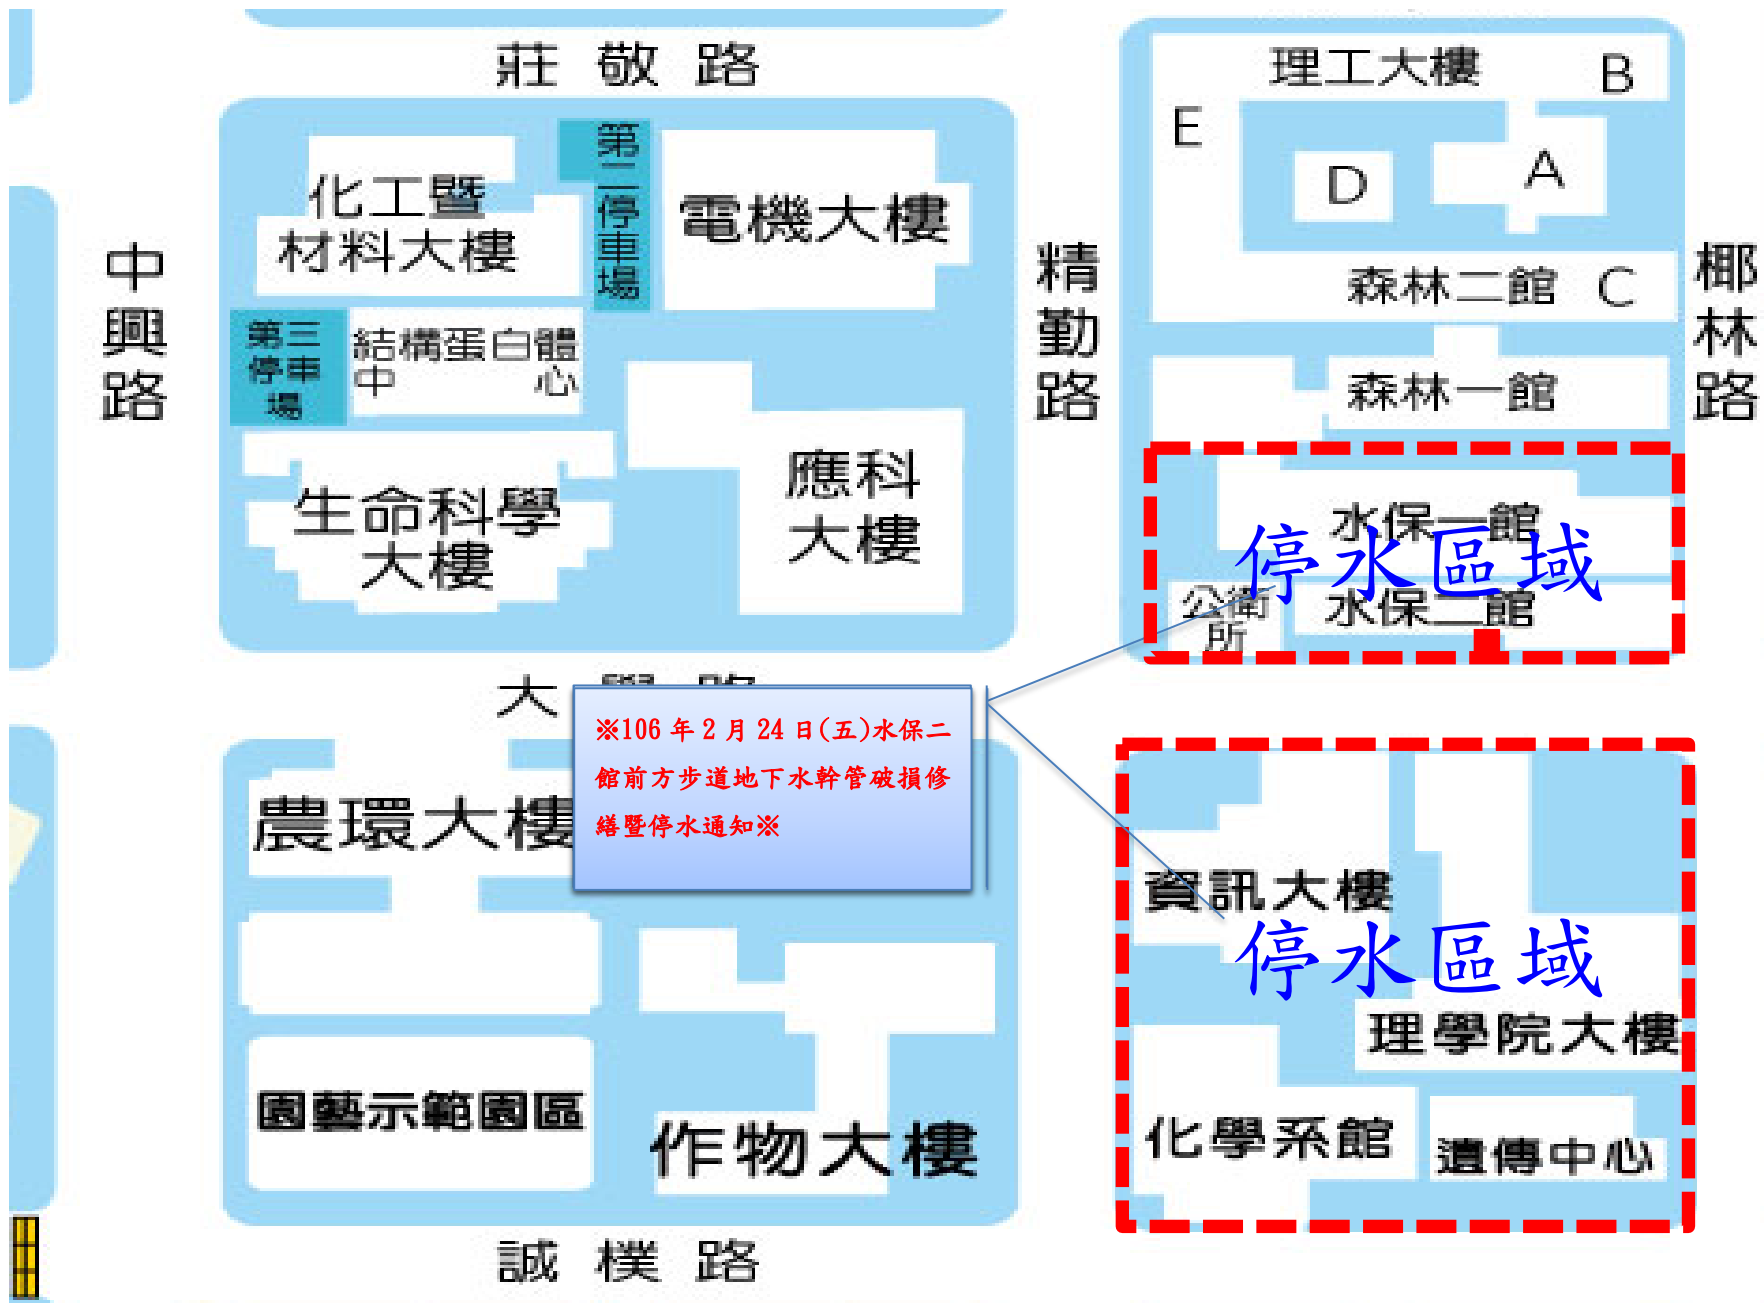 莊敬路
理工大樓
B
E
D
A
第二停車場
化工暨
材料大樓
電機大樓
中興路
精勤路
椰林路
森林二館 C
第三
停車
場
結構蛋白體
中心
森林一館
生命科學
大樓
應科
大樓
水保一館
停水區域
公衛
所
水保二館
大學路
※106 年 2 月 24 日(五)水保二
館前方步道地下水幹管破損修
繕暨停水通知※
農環大樓
資訊大樓
停水區域
理學院大樓
園藝示範園區
作物大樓
化學系館
遺傳中心
誠樸路